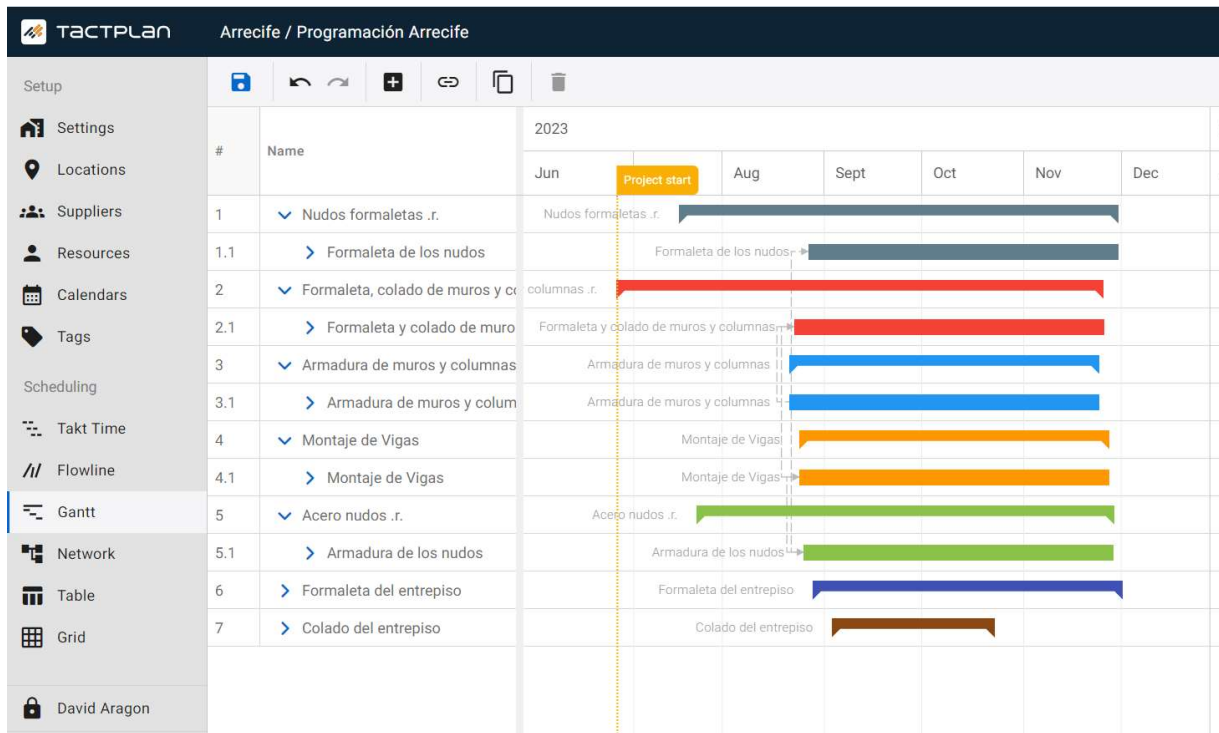 TACTPLAN
Arrecife / Programación Arrecife
Setup
Settings
Locations
Suppliers
Resources
Calendars
Tags
Scheduling
Takt Time
Flowline
Gantt
Network
Table
Grid
David Aragon
# Name
2023
Jun Aug Sept Oct Nov Dec
Project start
1 Nudos formaletas .r. Nudos formaletas .r.
1.1 Formaleta de los nudos Formaleta de los nudos
2 Formaleta, colado de muros y co columnas .r.
2.1 Formaleta y colado de muro Formaleta y colado de muros y columnas
3 Armadura de muros y columnas Armadura de muros y columnas
3.1 Armadura de muros y colum Armadura de muros y columnas
4 Montaje de Vigas Montaje de Vigas
4.1 Montaje de Vigas Montaje de Vigas
5 Acero nudos .r. Acero nudos .r.
5.1 Armadura de los nudos Armadura de los nudos
6 Formaleta del entrepiso Formaleta del entrepiso
7 Colado del entrepiso Colado del entrepiso